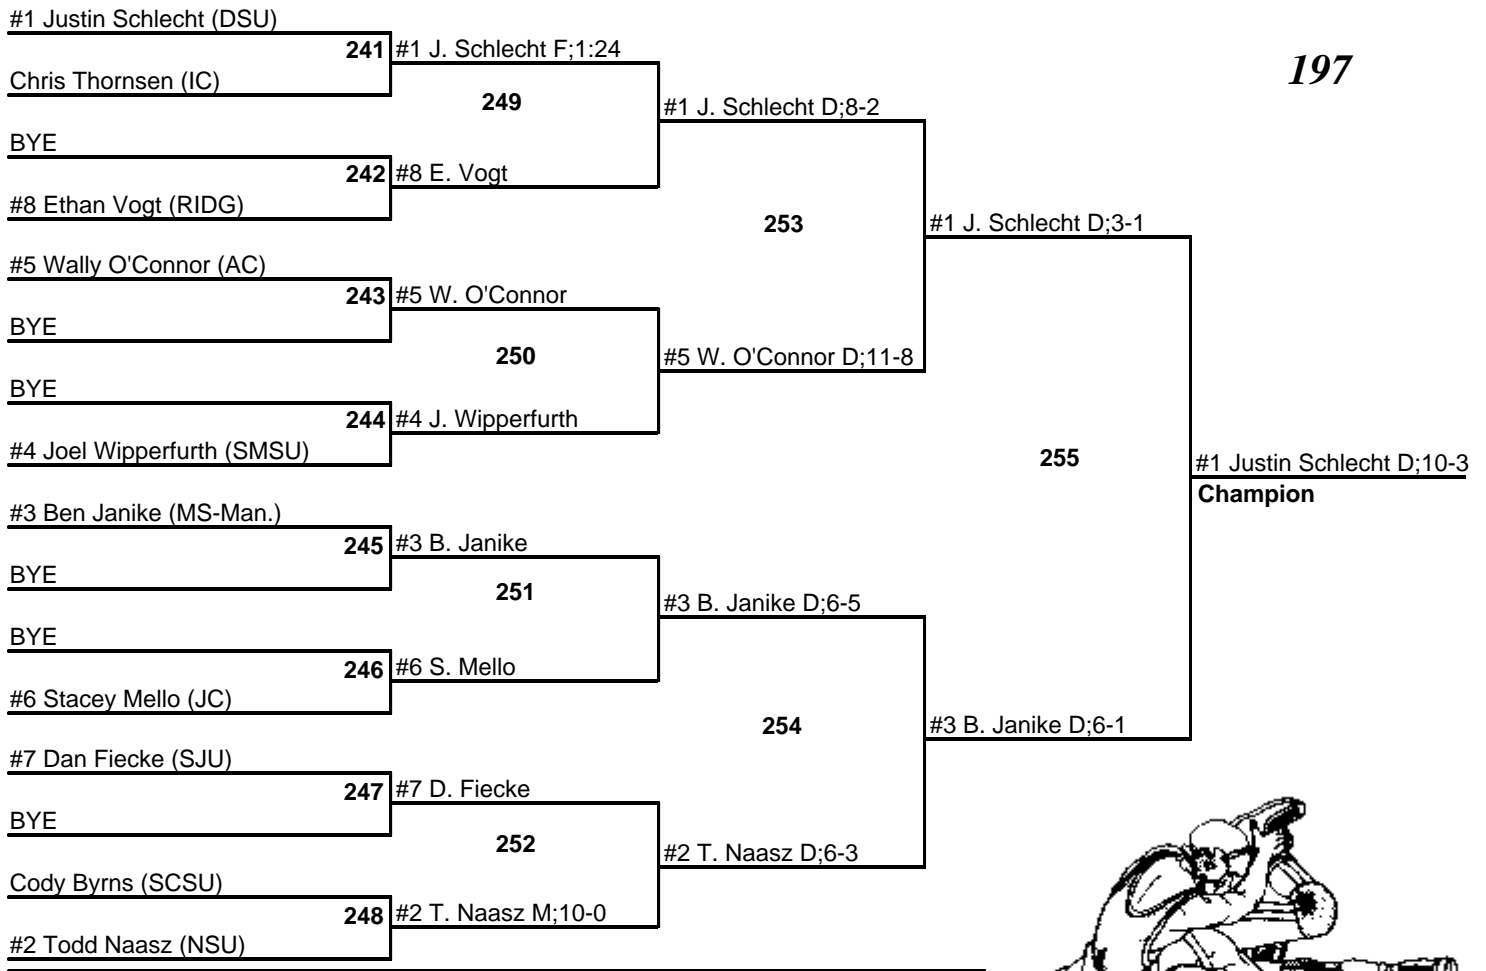 #1 Justin Schlecht (DSU)
241 #1 J. Schlecht F;1:24
197
Chris Thornsen (IC)
249
#1 J. Schlecht D;8-2
BYE
242 #8 E. Vogt
#8 Ethan Vogt (RIDG)
253
#1 J. Schlecht D;3-1
#5 Wally O'Connor (AC)
243 #5 W. O'Connor
BYE
250
#5 W. O'Connor D;11-8
BYE
244 #4 J. Wipperfurth
#4 Joel Wipperfurth (SMSU)
255
#1 Justin Schlecht D;10-3
Champion
#3 Ben Janike (MS-Man.)
245 #3 B. Janike
BYE
251
#3 B. Janike D;6-5
BYE
246 #6 S. Mello
#6 Stacey Mello (JC)
254
#3 B. Janike D;6-1
#7 Dan Fiecke (SJU)
247 #7 D. Fiecke
BYE
252
#2 T. Naasz D;6-3
Cody Byrns (SCSU)
248 #2 T. Naasz M;10-0
#2 Todd Naasz (NSU)